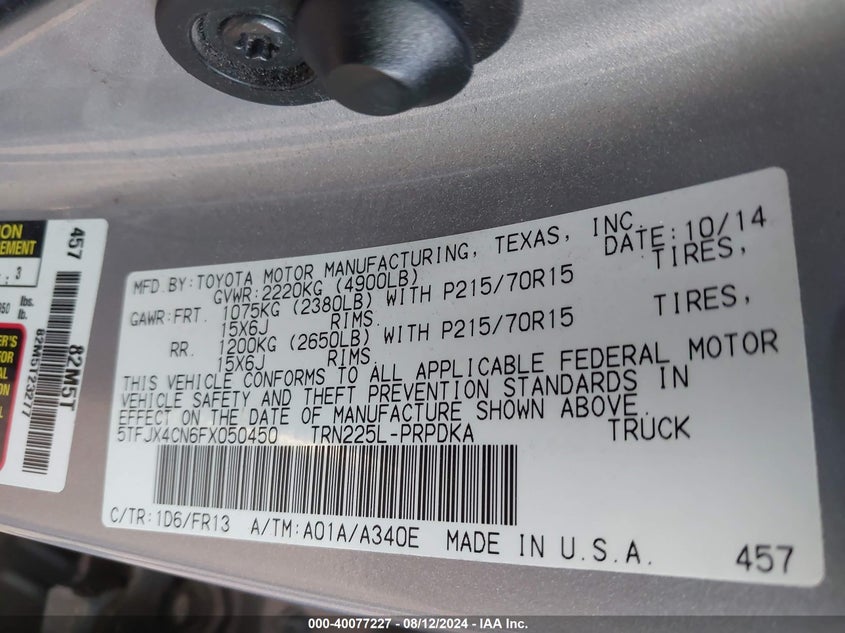 MFD.BY:TOYOTA MOTOR MANUFACTURING, TEXAS, INC. DATE:10/14
GVWR:2220KG (4900LB)
GAWR:FRT. 1075KG (2380LB) WITH P215/70R15 TIRES,
15X6J RIMS.
RR. 1200KG (2650LB) WITH P215/70R15 TIRES,
15X6J RIMS.
THIS VEHICLE CONFORMS TO ALL APPLICABLE FEDERAL MOTOR
VEHICLE SAFETY AND THEFT PREVENTION STANDARDS IN
EFFECT ON THE DATE OF MANUFACTURE SHOWN ABOVE.
5TFJX4CN6FX050450 TRN225L-PRPDKA TRUCK
C/TR:1D6/FR13 A/TM:A01A/A340E MADE IN U.S.A.
457
457
82M5T
82M5T23277
3
lbs.
000-40077227 - 08/12/2024 - IAA Inc.